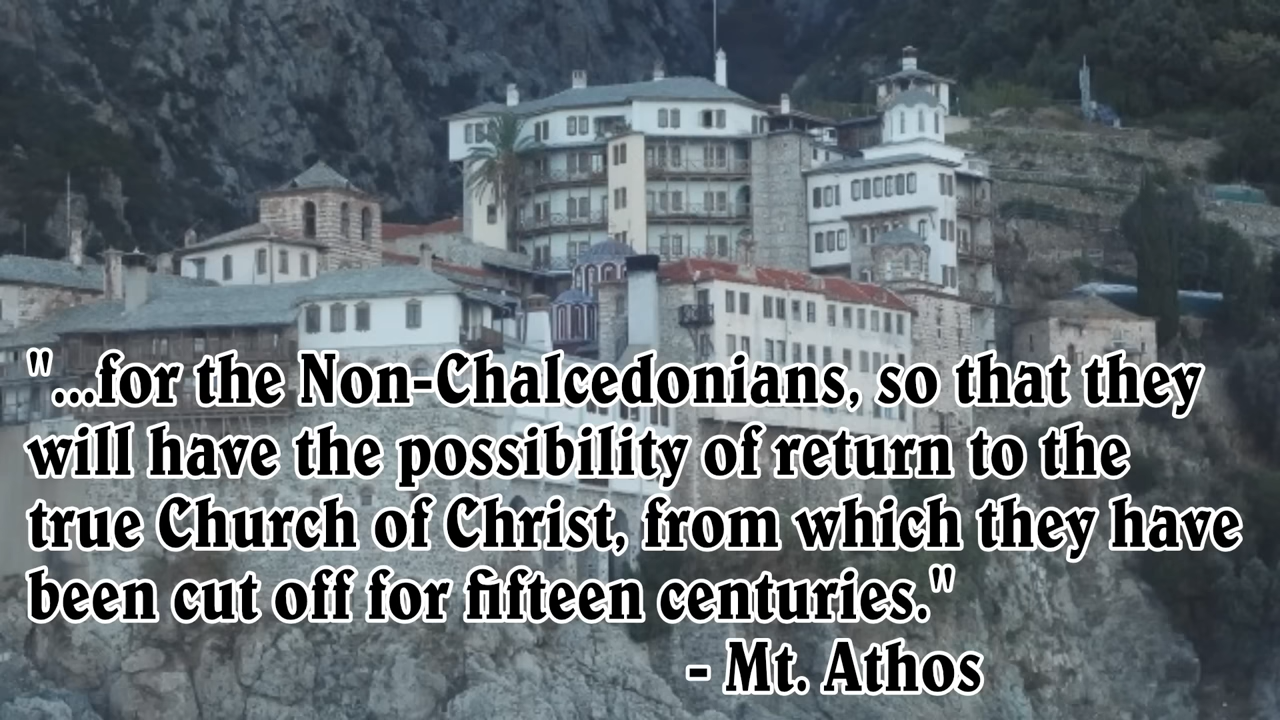 "...for the Non-Chalcedonians, so that they
will have the possibility of return to the
true Church of Christ, from which they have
been cut off for fifteen centuries."
- Mt. Athos